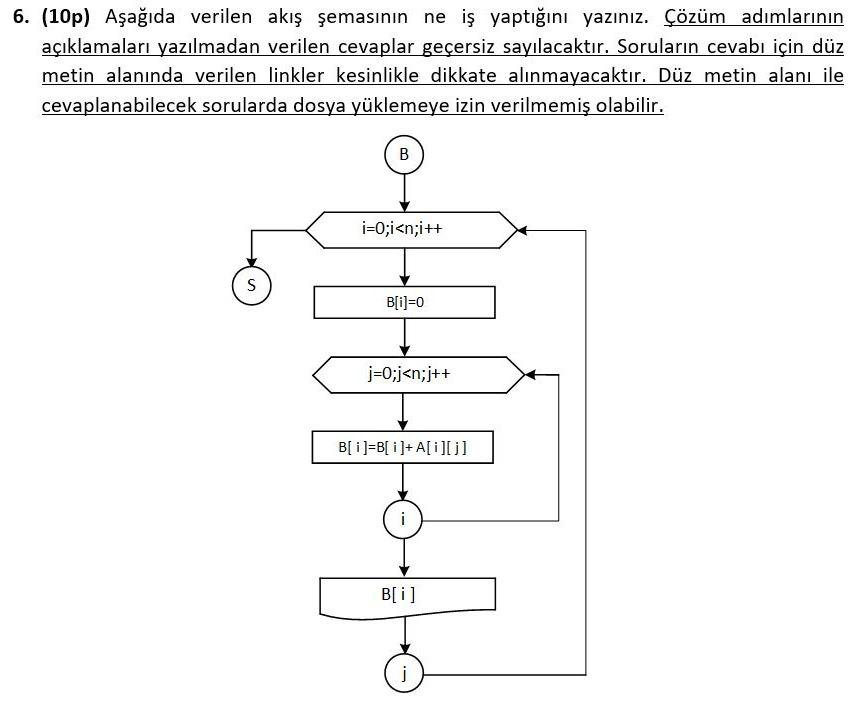 6. (10p) Aşağıda verilen akış şemasının ne iş yaptığını yazınız. Çözüm adımlarının
açıklamaları yazılmadan verilen cevaplar geçersiz sayılacaktır. Soruların cevabı için düz
metin alanında verilen linkler kesinlikle dikkate alınmayacaktır. Düz metin alanı ile
cevaplanabilecek sorularda dosya yüklemeye izin verilmemiş olabilir.
B
i=0;i<n;i++
S
B[i]=0
j=0;j<n;j++
B[ i ]=B[ i ]+ A[ i ][ j ]
i
B[ i ]
j